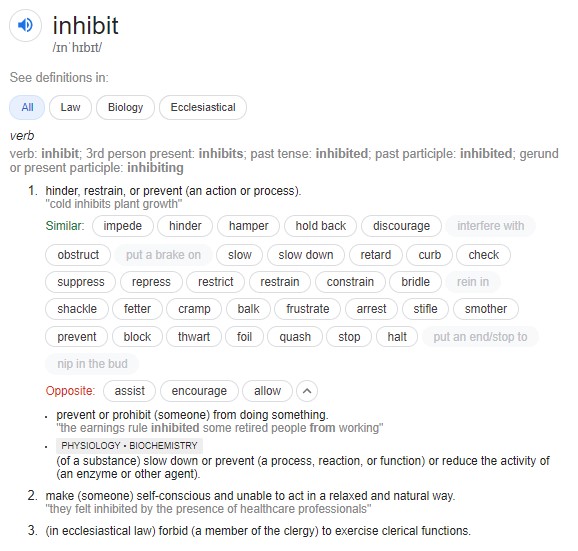 inhibit
/ɪnˈhɪbɪt/
See definitions in:
All Law Biology Ecclesiastical
verb
verb: inhibit; 3rd person present: inhibits; past tense: inhibited; past participle: inhibited; gerund
or present participle: inhibiting
1. hinder, restrain, or prevent (an action or process).
"cold inhibits plant growth"
Similar: impede hinder hamper hold back discourage interfere with
obstruct put a brake on slow slow down retard curb check
suppress repress restrict restrain constrain bridle rein in
shackle fetter cramp balk frustrate arrest stifle smother
prevent block thwart foil quash stop halt put an end/stop to
nip in the bud
Opposite: assist encourage allow
• prevent or prohibit (someone) from doing something.
"the earnings rule inhibited some retired people from working"
• PHYSIOLOGY • BIOCHEMISTRY
(of a substance) slow down or prevent (a process, reaction, or function) or reduce the activity of
(an enzyme or other agent).
2. make (someone) self-conscious and unable to act in a relaxed and natural way.
"they felt inhibited by the presence of healthcare professionals"
3. (in ecclesiastical law) forbid (a member of the clergy) to exercise clerical functions.